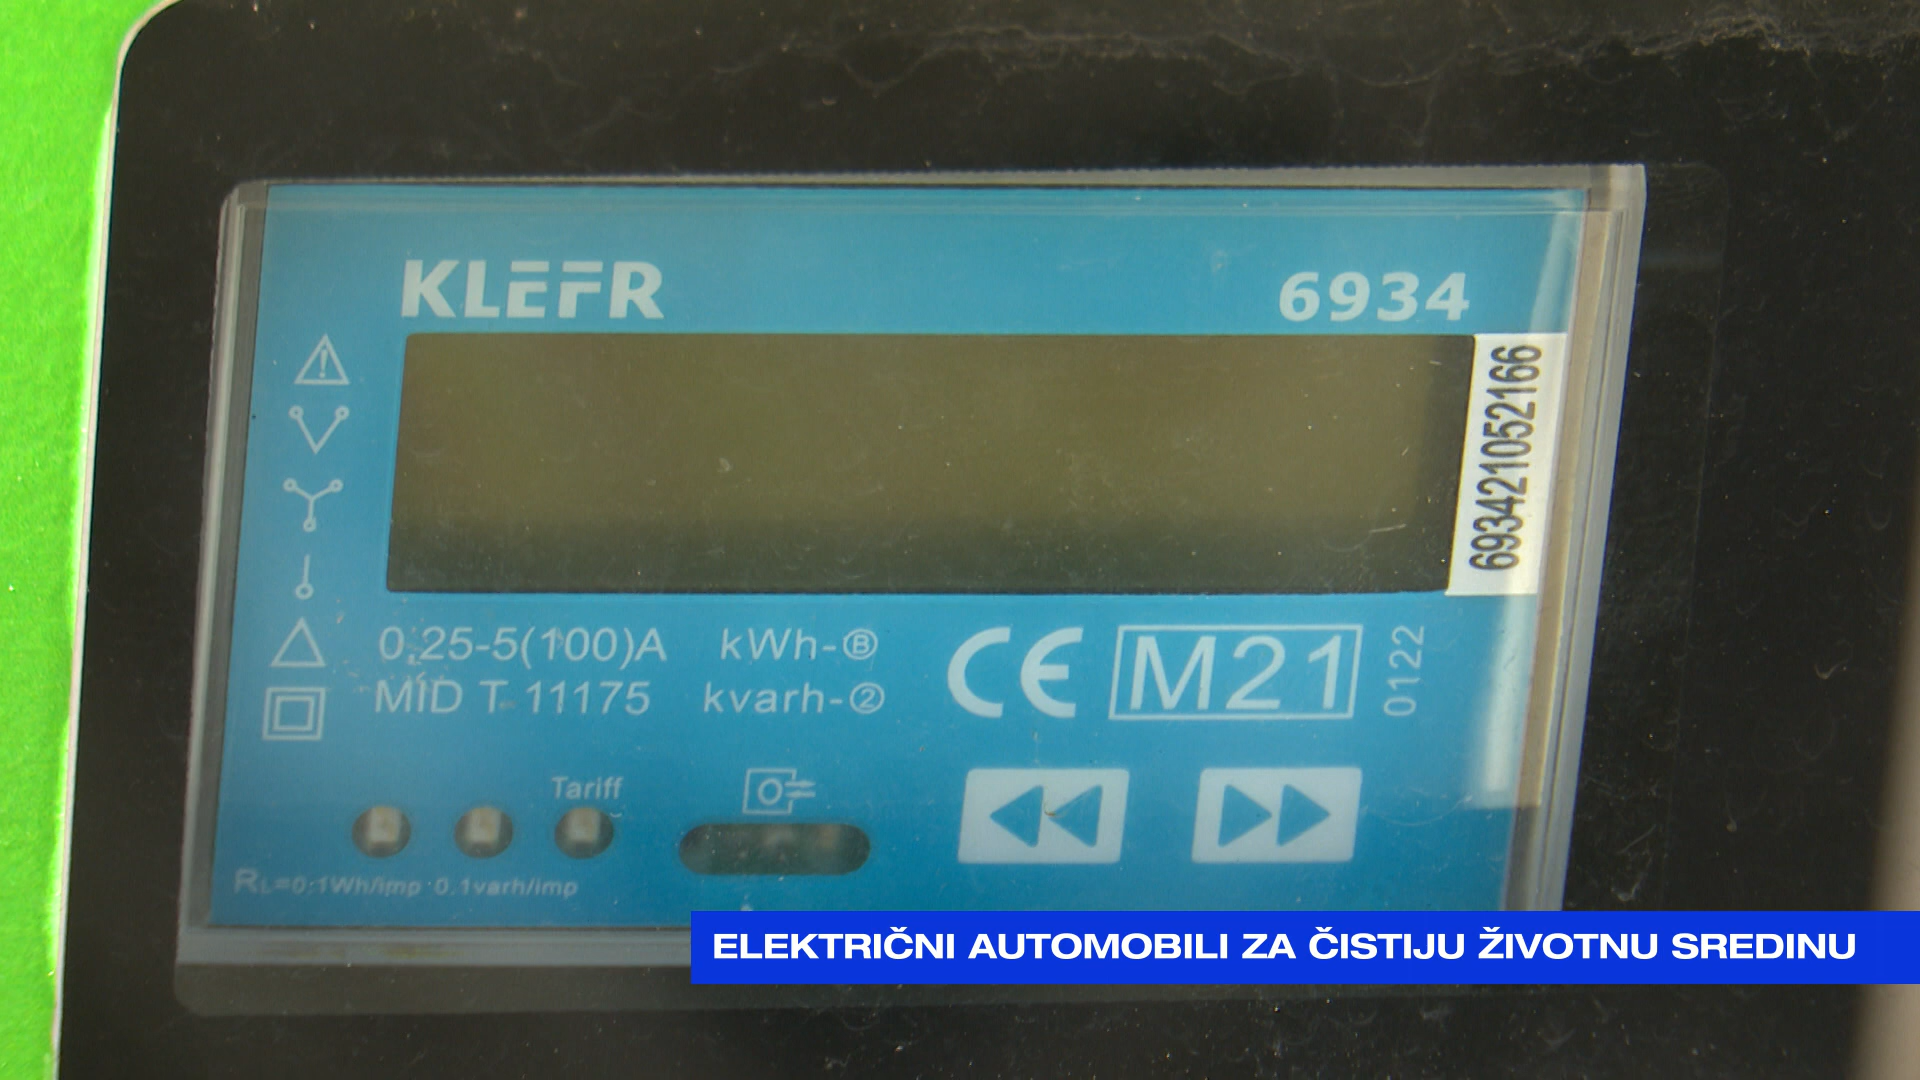 KLEFR
6934
693421052166
0.25-5(100)A kWh-Ⓑ
MID T 11175 kvarh-②
CE M21 0122
Tariff
RL=0.1Wh/imp 0.1varh/imp
ELEKTRIČNI AUTOMOBILI ZA ČISTIJU ŽIVOTNU SREDINU